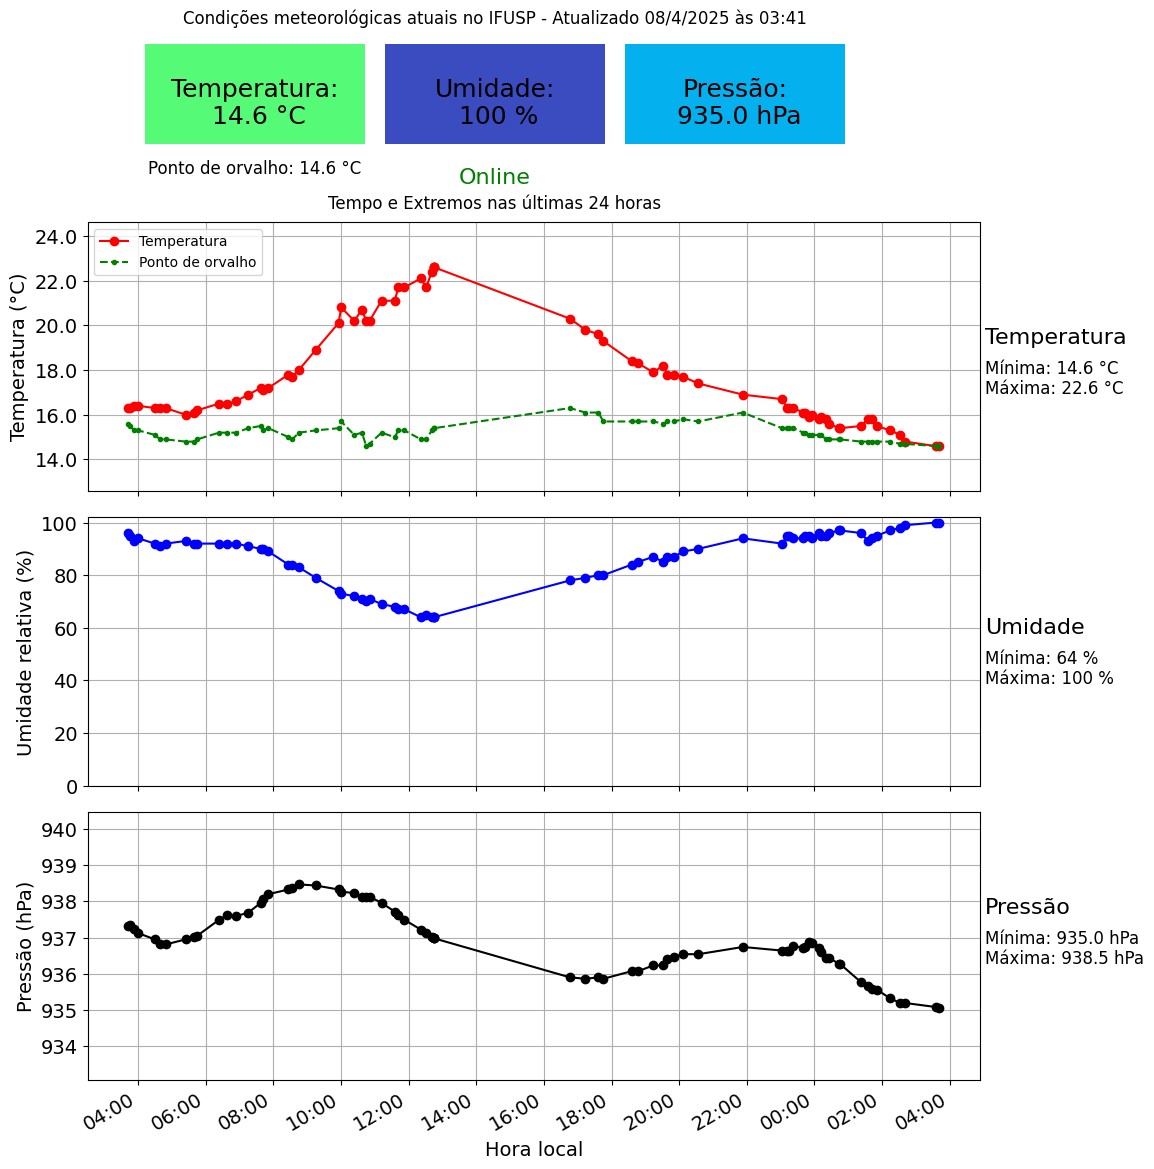 Condições meteorológicas atuais no IFUSP - Atualizado 08/4/2025 às 03:41
Temperatura:
14.6 °C
Umidade:
100 %
Pressão:
935.0 hPa
Ponto de orvalho: 14.6 °C
Online
Tempo e Extremos nas últimas 24 horas
Temperatura (°C)
24.0
22.0
20.0
18.0
16.0
14.0
Temperatura
Ponto de orvalho
Temperatura
Mínima: 14.6 °C
Máxima: 22.6 °C
Umidade relativa (%)
100
80
60
40
20
0
Umidade
Mínima: 64 %
Máxima: 100 %
Pressão (hPa)
940
939
938
937
936
935
934
Pressão
Mínima: 935.0 hPa
Máxima: 938.5 hPa
04:00
06:00
08:00
10:00
12:00
14:00
16:00
18:00
20:00
22:00
00:00
02:00
04:00
Hora local